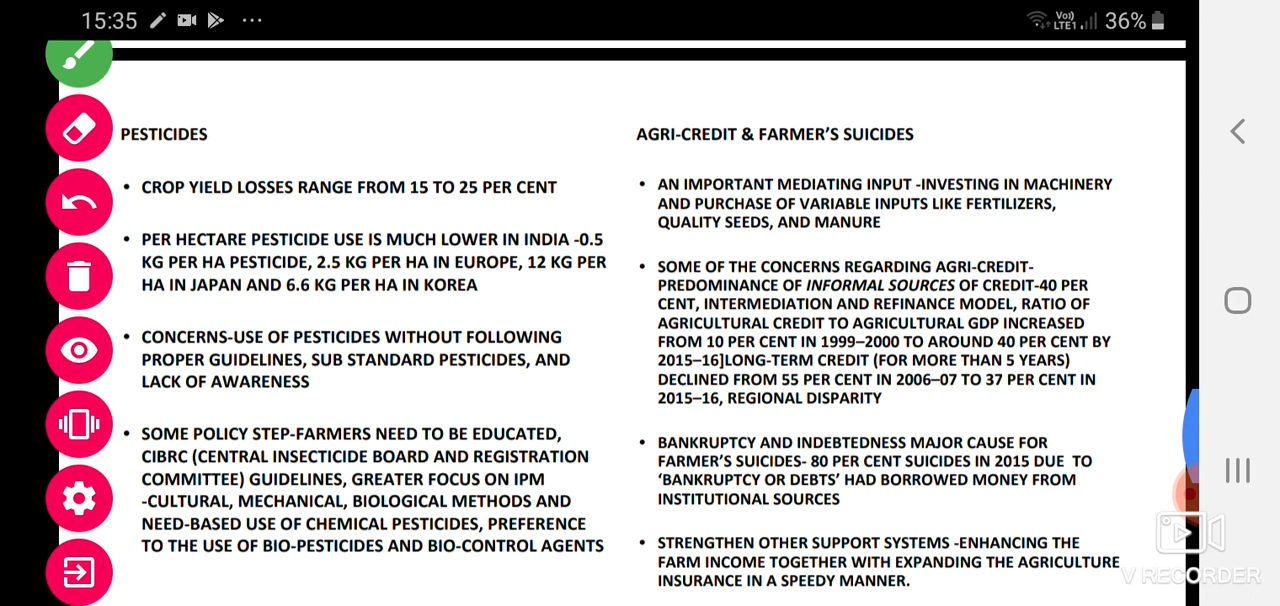 15:35
Vo)
LTE1
36%
PESTICIDES
• CROP YIELD LOSSES RANGE FROM 15 TO 25 PER CENT
• PER HECTARE PESTICIDE USE IS MUCH LOWER IN INDIA -0.5
KG PER HA PESTICIDE, 2.5 KG PER HA IN EUROPE, 12 KG PER
HA IN JAPAN AND 6.6 KG PER HA IN KOREA
• CONCERNS-USE OF PESTICIDES WITHOUT FOLLOWING
PROPER GUIDELINES, SUB STANDARD PESTICIDES, AND
LACK OF AWARENESS
• SOME POLICY STEP-FARMERS NEED TO BE EDUCATED,
CIBRC (CENTRAL INSECTICIDE BOARD AND REGISTRATION
COMMITTEE) GUIDELINES, GREATER FOCUS ON IPM
-CULTURAL, MECHANICAL, BIOLOGICAL METHODS AND
NEED-BASED USE OF CHEMICAL PESTICIDES, PREFERENCE
TO THE USE OF BIO-PESTICIDES AND BIO-CONTROL AGENTS
AGRI-CREDIT & FARMER'S SUICIDES
• AN IMPORTANT MEDIATING INPUT -INVESTING IN MACHINERY
AND PURCHASE OF VARIABLE INPUTS LIKE FERTILIZERS,
QUALITY SEEDS, AND MANURE
• SOME OF THE CONCERNS REGARDING AGRI-CREDIT-
PREDOMINANCE OF INFORMAL SOURCES OF CREDIT-40 PER
CENT, INTERMEDIATION AND REFINANCE MODEL, RATIO OF
AGRICULTURAL CREDIT TO AGRICULTURAL GDP INCREASED
FROM 10 PER CENT IN 1999–2000 TO AROUND 40 PER CENT BY
2015–16]LONG-TERM CREDIT (FOR MORE THAN 5 YEARS)
DECLINED FROM 55 PER CENT IN 2006–07 TO 37 PER CENT IN
2015–16, REGIONAL DISPARITY
• BANKRUPTCY AND INDEBTEDNESS MAJOR CAUSE FOR
FARMER'S SUICIDES- 80 PER CENT SUICIDES IN 2015 DUE TO
'BANKRUPTCY OR DEBTS' HAD BORROWED MONEY FROM
INSTITUTIONAL SOURCES
• STRENGTHEN OTHER SUPPORT SYSTEMS -ENHANCING THE
FARM INCOME TOGETHER WITH EXPANDING THE AGRICULTURE
INSURANCE IN A SPEEDY MANNER.
V RECORDER